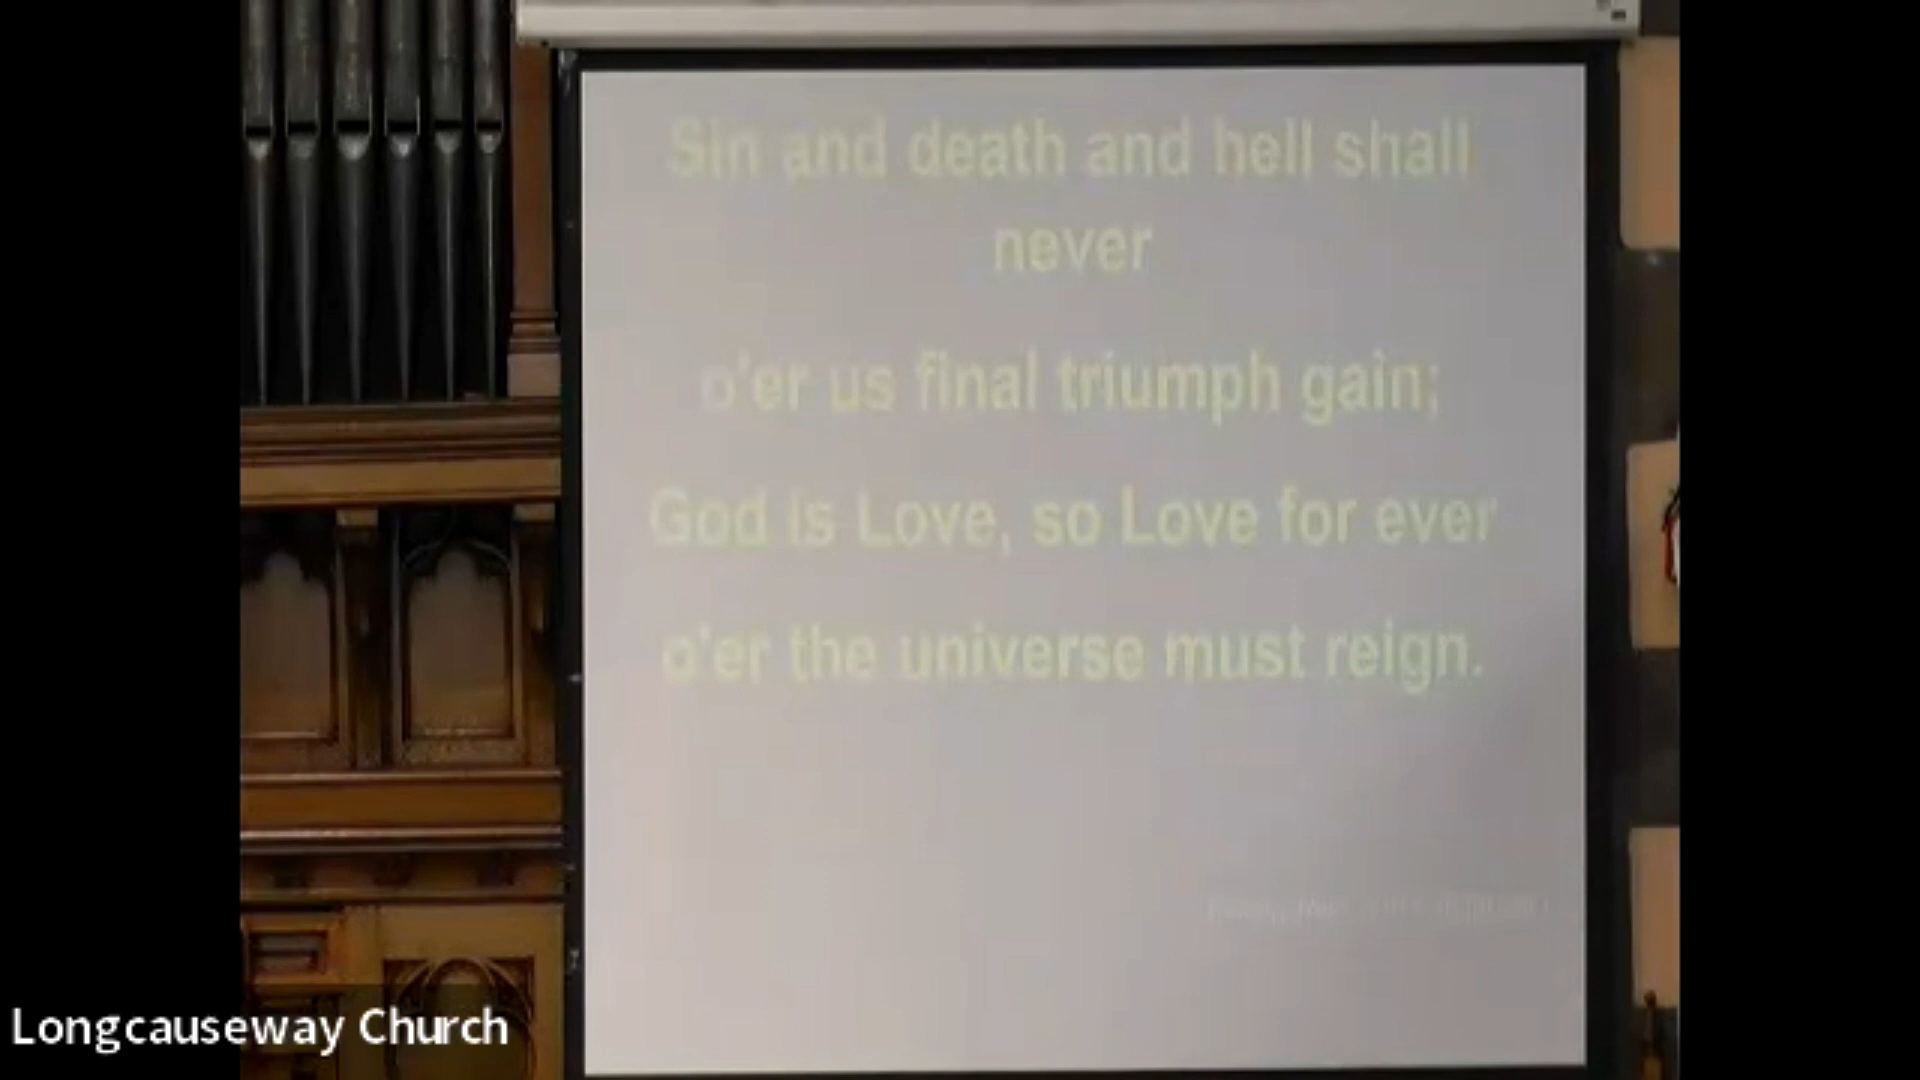 Sin and death and hell shall
never
o'er us final triumph gain;
God is Love, so Love for ever
o'er the universe must reign.
Longcauseway Church